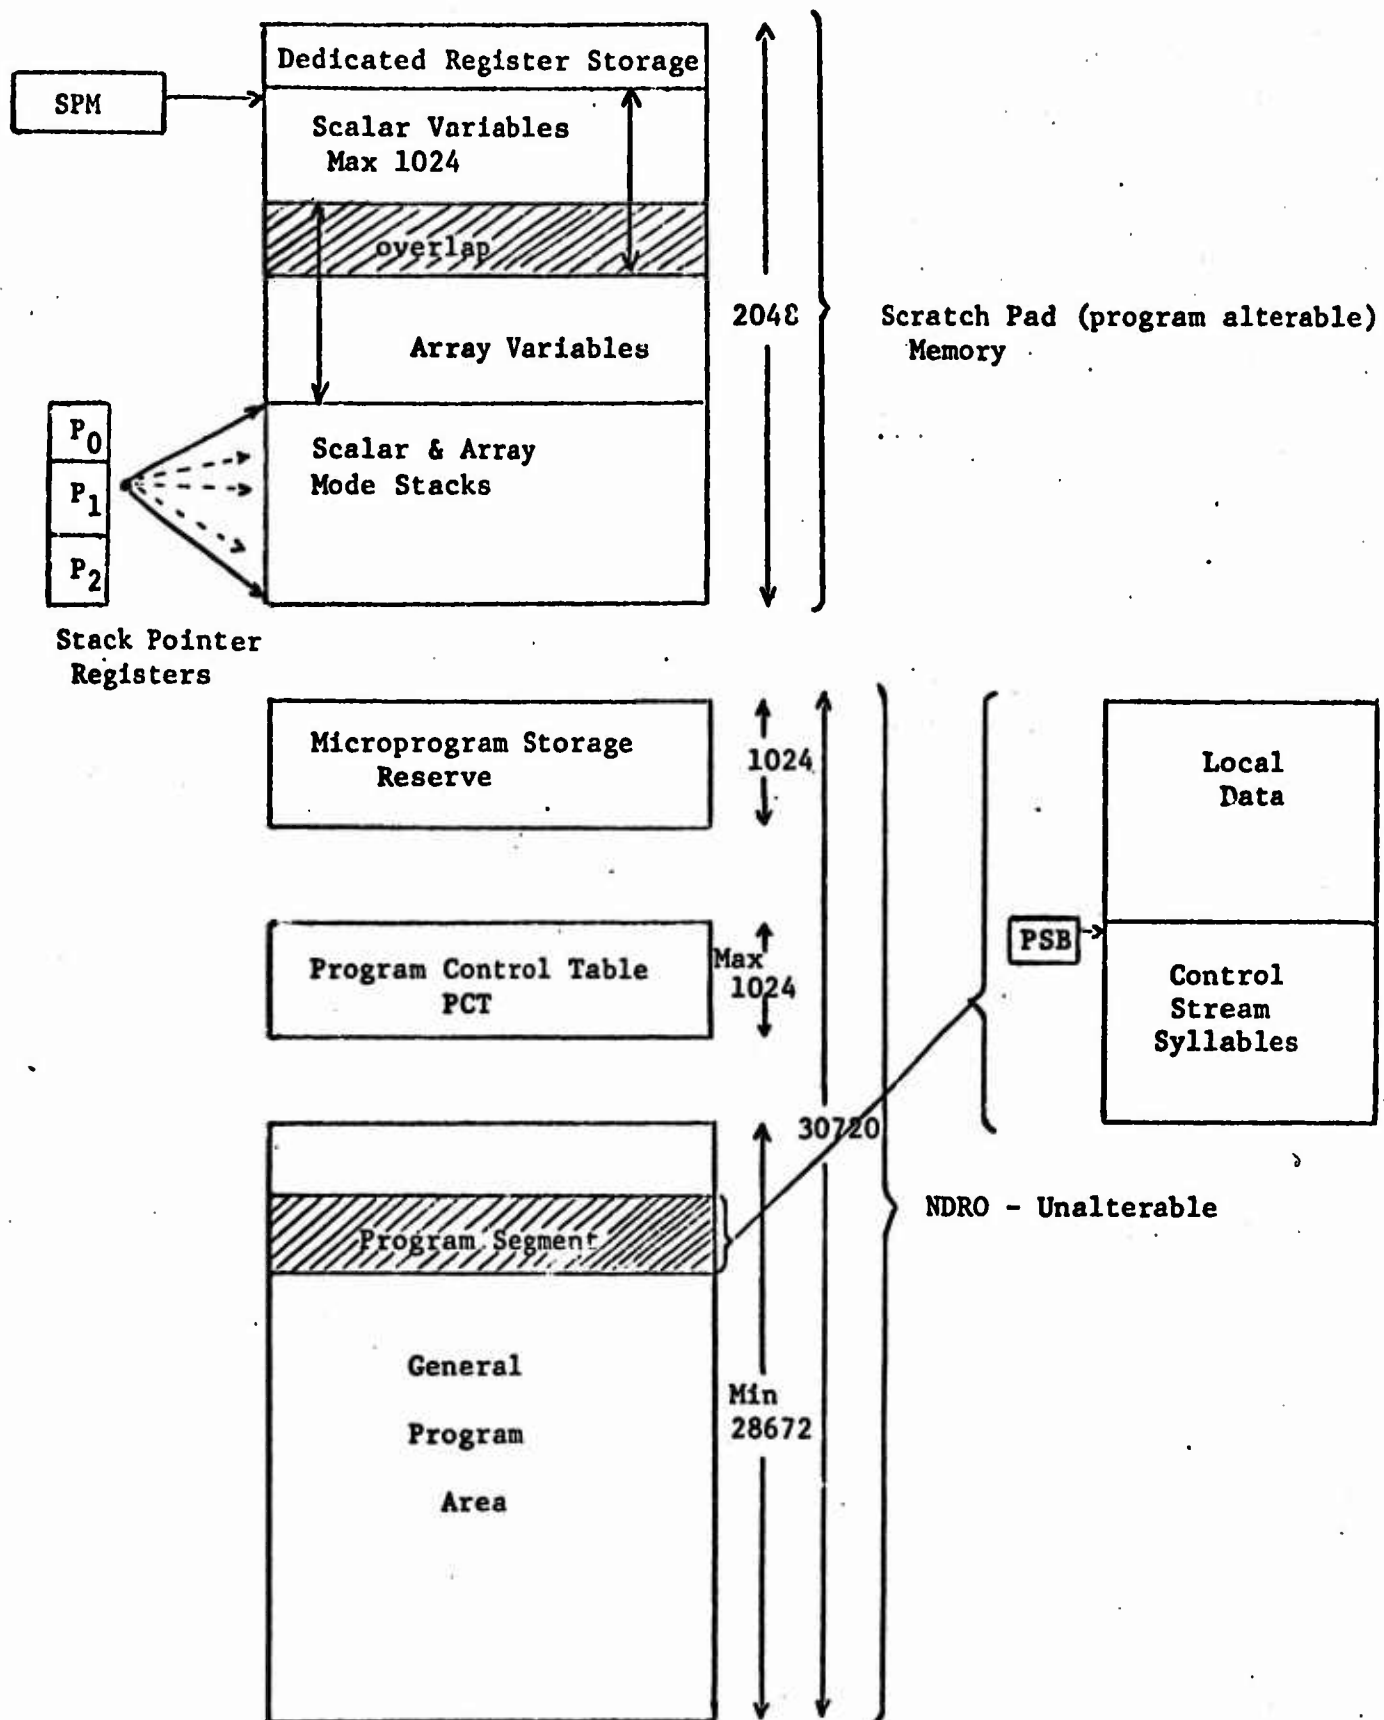 Dedicated Register Storage
SPM
Scalar Variables
Max 1024
overlap
2048
Scratch Pad (program alterable)
Memory
Array Variables
P0
P1
P2
Scalar & Array
Mode Stacks
Stack Pointer
Registers
Microprogram Storage
Reserve
1024
Local
Data
PSB
Program Control Table
PCT
Max
1024
Control
Stream
Syllables
30720
NDRO - Unalterable
Program Segment
General
Program
Area
Min
28672